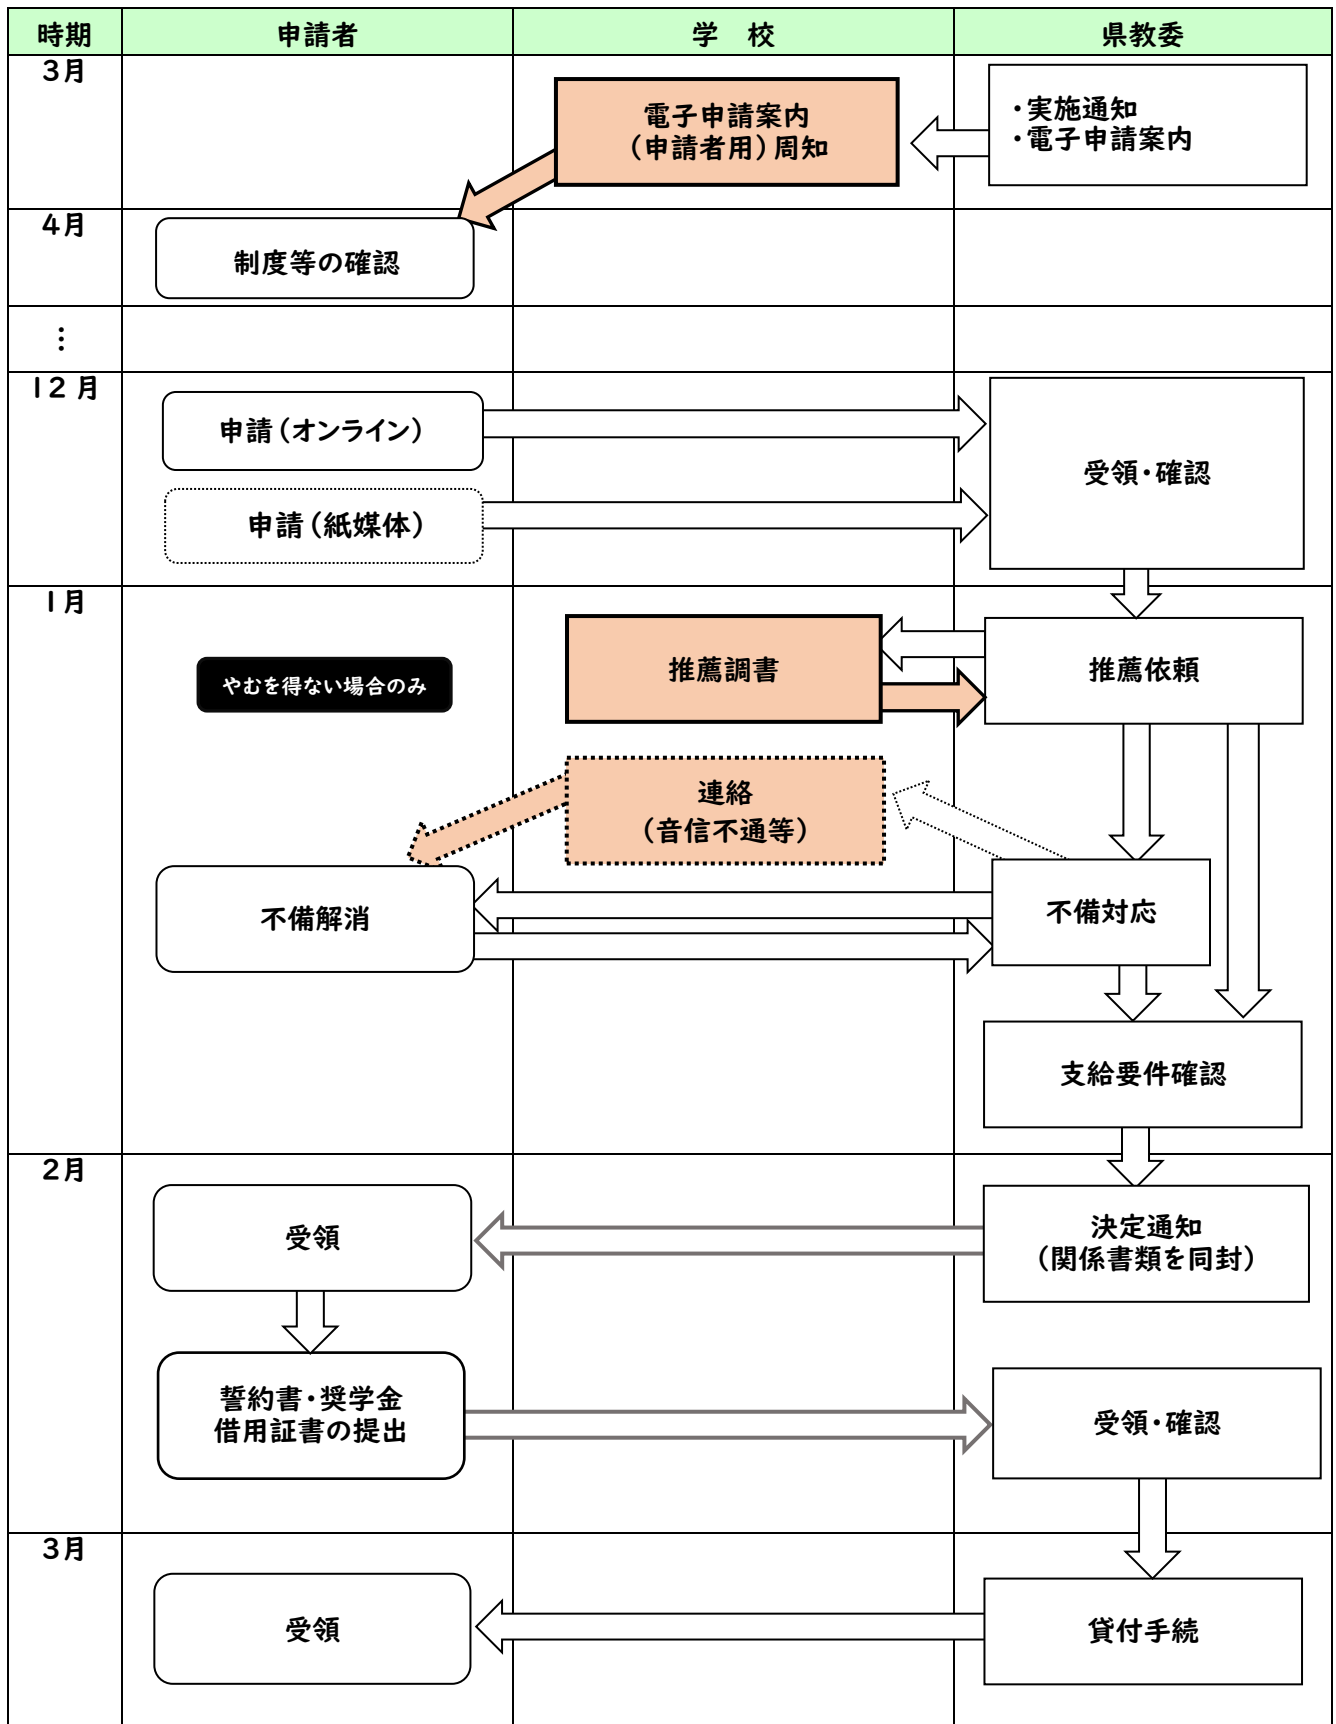 時期
申請者
学　校
県教委
3月
電子申請案内
（申請者用）周知
・実施通知
・電子申請案内
4月
制度等の確認
…
12月
申請（オンライン）
申請（紙媒体）
受領・確認
1月
推薦調書
推薦依頼
やむを得ない場合のみ
連絡
（音信不通等）
不備解消
不備対応
支給要件確認
2月
受領
決定通知
（関係書類を同封）
誓約書・奨学金
借用証書の提出
受領・確認
3月
受領
貸付手続